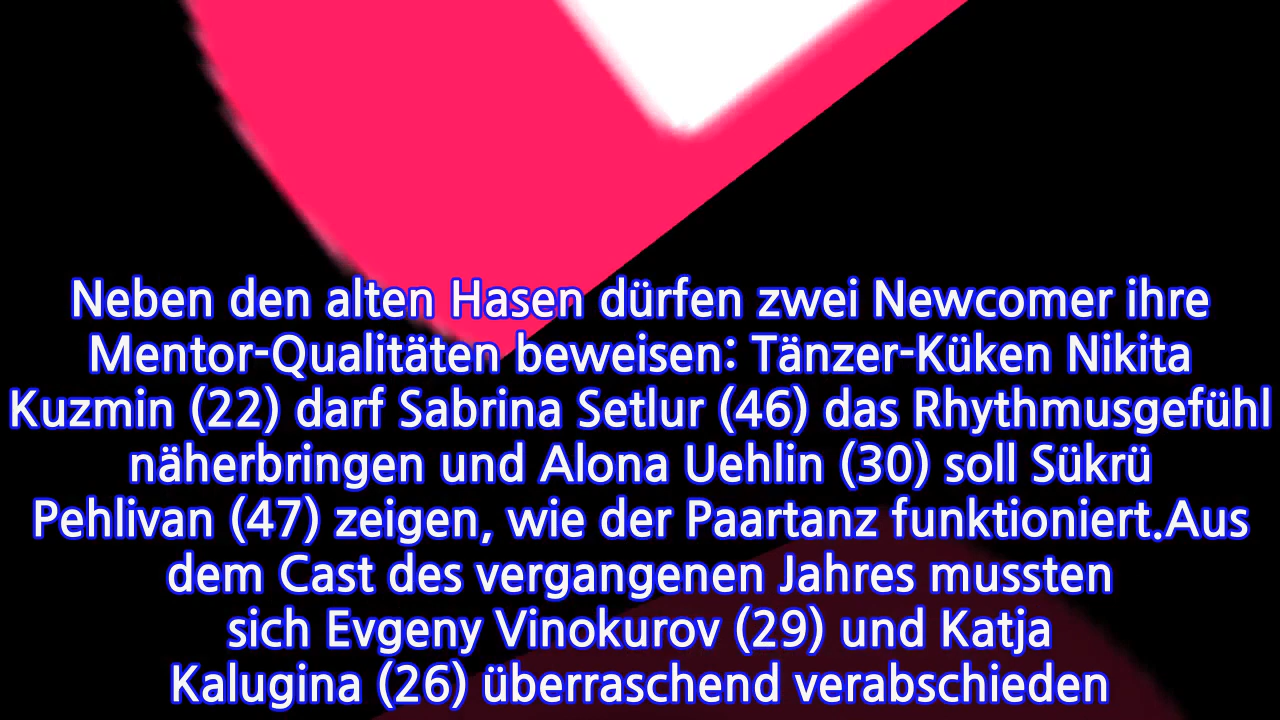 Neben den alten Hasen dürfen zwei Newcomer ihre
Mentor-Qualitäten beweisen: Tänzer-Küken Nikita
Kuzmin (22) darf Sabrina Setlur (46) das Rhythmusgefühl
näherbringen und Alona Uehlin (30) soll Sükrü
Pehlivan (47) zeigen, wie der Paartanz funktioniert.Aus
dem Cast des vergangenen Jahres mussten
sich Evgeny Vinokurov (29) und Katja
Kalugina (26) überraschend verabschieden